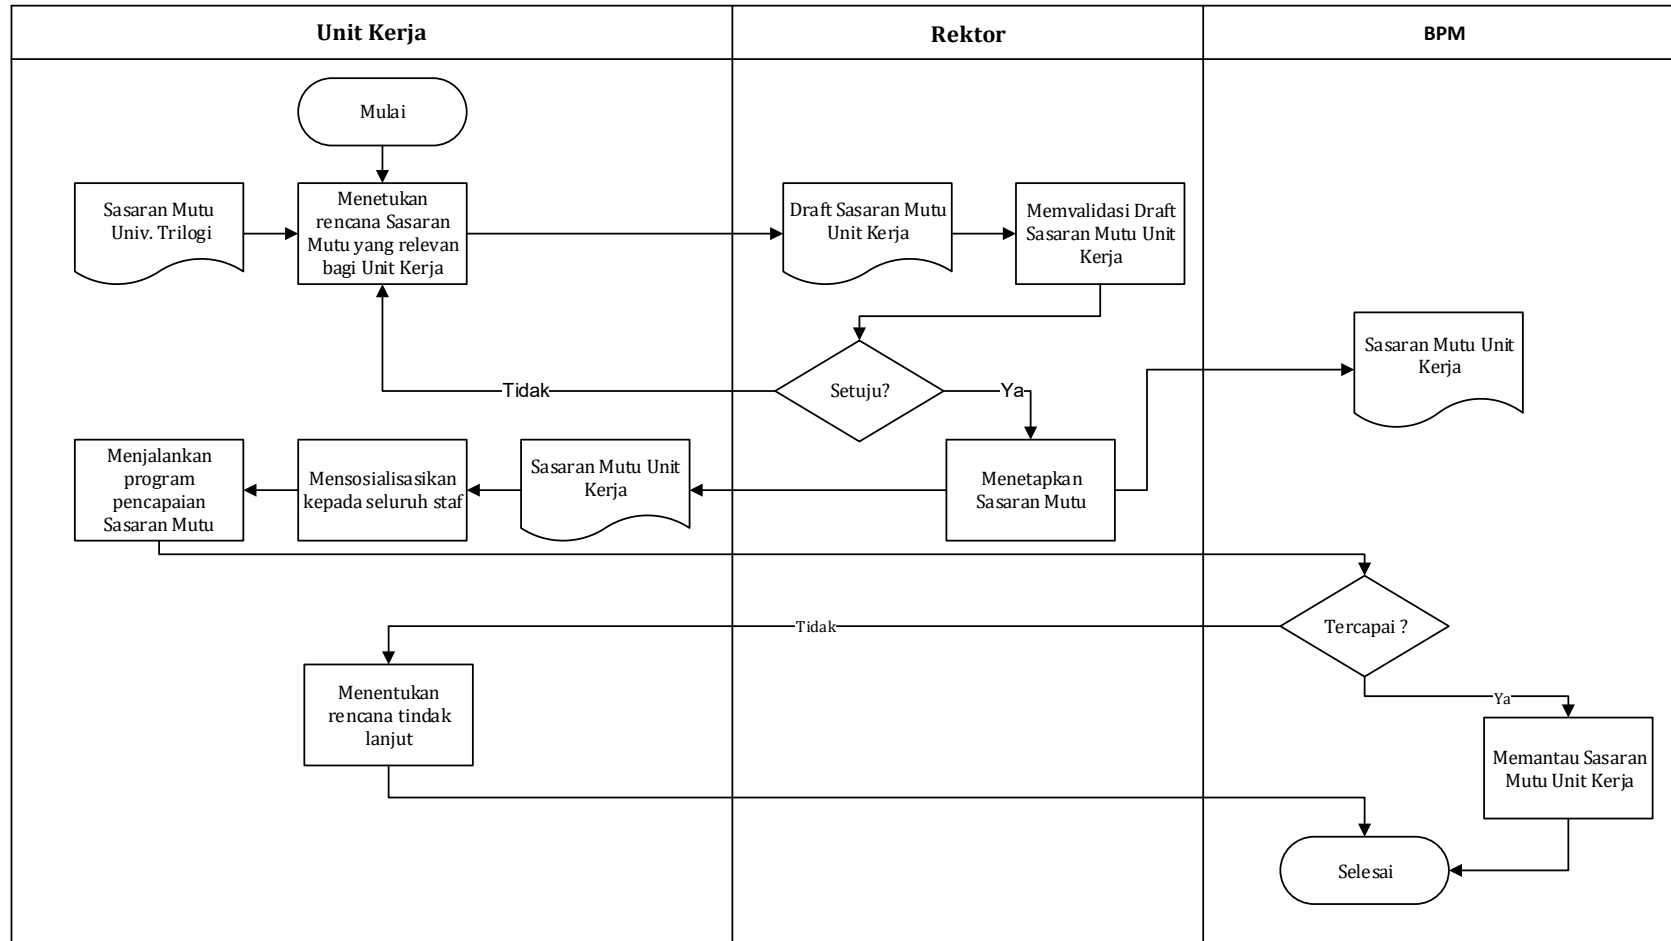 Unit Kerja
Rektor
BPM
Mulai
Sasaran Mutu
Univ. Trilogi
Menetukan
rencana Sasaran
Mutu yang relevan
bagi Unit Kerja
Draft Sasaran Mutu
Unit Kerja
Memvalidasi Draft
Sasaran Mutu Unit
Kerja
Sasaran Mutu Unit
Kerja
Tidak
Setuju?
Ya
Menjalankan
program
pencapaian
Sasaran Mutu
Mensosialisasikan
kepada seluruh staf
Sasaran Mutu Unit
Kerja
Menetapkan
Sasaran Mutu
Tidak
Tercapai ?
Ya
Menentukan
rencana tindak
lanjut
Memantau Sasaran
Mutu Unit Kerja
Selesai